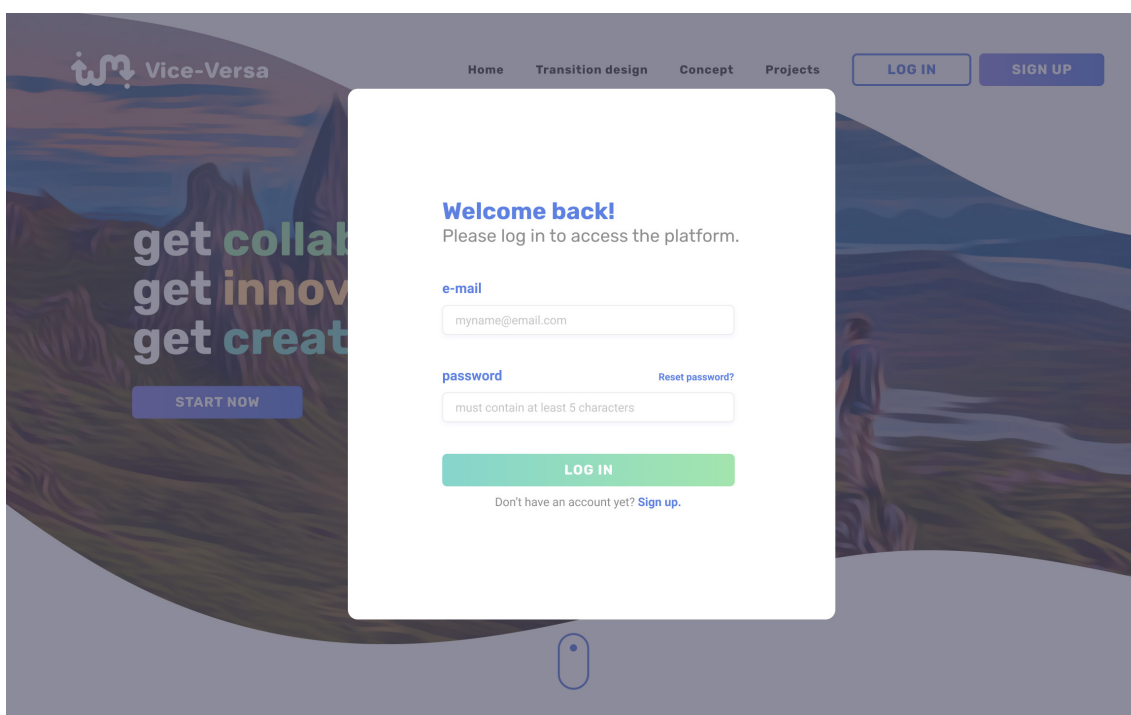 Vice-Versa
Home Transition design Concept Projects LOG IN SIGN UP
get collab
get innov
get creat
START NOW
Welcome back!
Please log in to access the platform.
e-mail
myname@email.com
password Reset password?
must contain at least 5 characters
LOG IN
Don't have an account yet? Sign up.